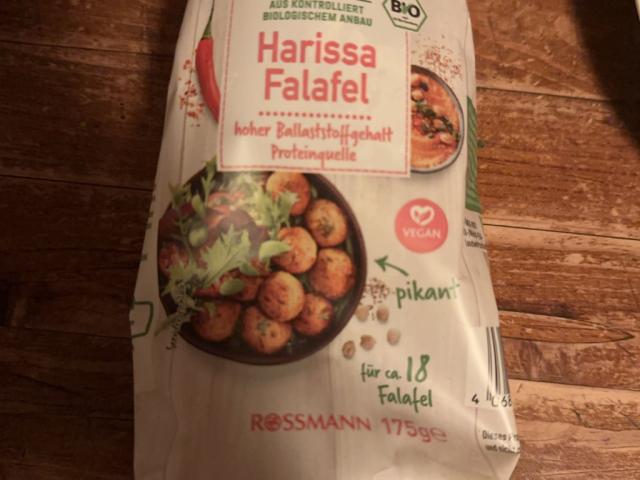 AUS KONTROLLIERT
BIOLOGISCHEM ANBAU
BIO
Harissa
Falafel
hoher Ballaststoffgehalt
Proteinquelle
VEGAN
pikant
für ca. 18
Falafel
ROSSMANN 175g℮